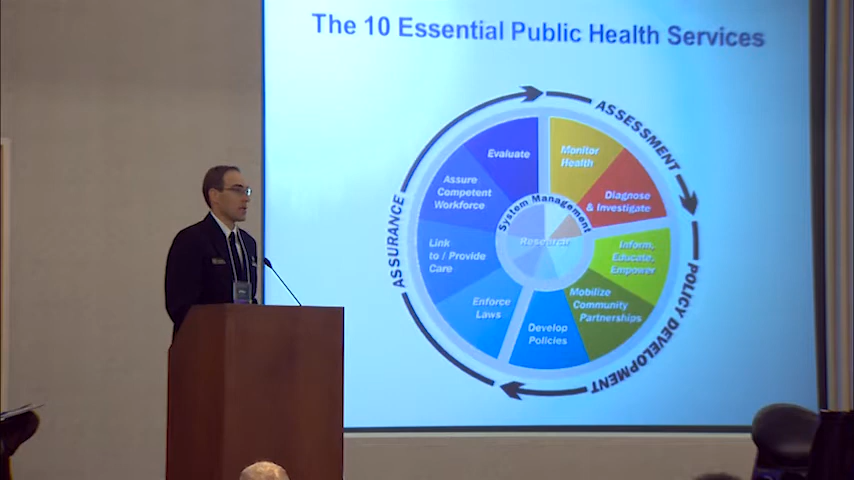 The 10 Essential Public Health Services
ASSESSMENT
Monitor
Health
Diagnose
& Investigate
POLICY DEVELOPMENT
Inform,
Educate,
Empower
Mobilize
Community
Partnerships
Develop
Policies
ASSURANCE
Enforce
Laws
Link
to / Provide
Care
Assure
Competent
Workforce
Evaluate
System Management
Research